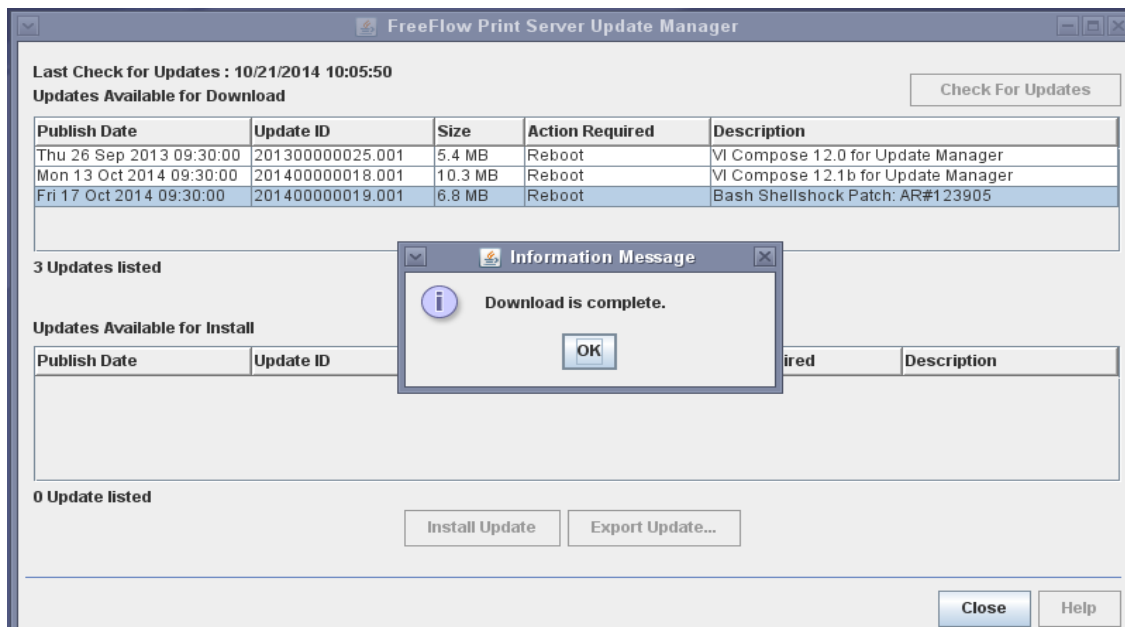 FreeFlow Print Server Update Manager
Last Check for Updates : 10/21/2014 10:05:50
Updates Available for Download
Check For Updates
Publish Date Update ID Size Action Required Description
Thu 26 Sep 2013 09:30:00 201300000025.001 5.4 MB Reboot VI Compose 12.0 for Update Manager
Mon 13 Oct 2014 09:30:00 201400000018.001 10.3 MB Reboot VI Compose 12.1b for Update Manager
Fri 17 Oct 2014 09:30:00 201400000019.001 6.8 MB Reboot Bash Shellshock Patch: AR#123905
3 Updates listed
Information Message
Download is complete.
OK
Updates Available for Install
Publish Date Update ID ired Description
0 Update listed
Install Update Export Update...
Close Help